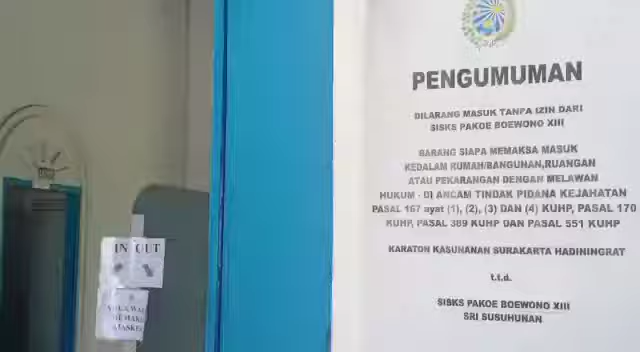 IN OUT
PENGUMUMAN
DILARANG MASUK TANPA IZIN DARI
SISKS PAKOE BOEWONO XIII
BARANG SIAPA MEMAKSA MASUK
KEDALAM RUMAH/BANGUNAN,RUANGAN
ATAU PEKARANGAN DENGAN MELAWAN
HUKUM - DI ANCAM TINDAK PIDANA KEJAHATAN
PASAL 167 ayat (1), (2), (3) DAN (4) KUHP, PASAL 170
KUHP, PASAL 389 KUHP DAN PASAL 551 KUHP
KARATON KASUNANAN SURAKARTA HADININGRAT
t.t.d.
SISKS PAKOE BOEWONO XIII
SRI SUSUHUNAN